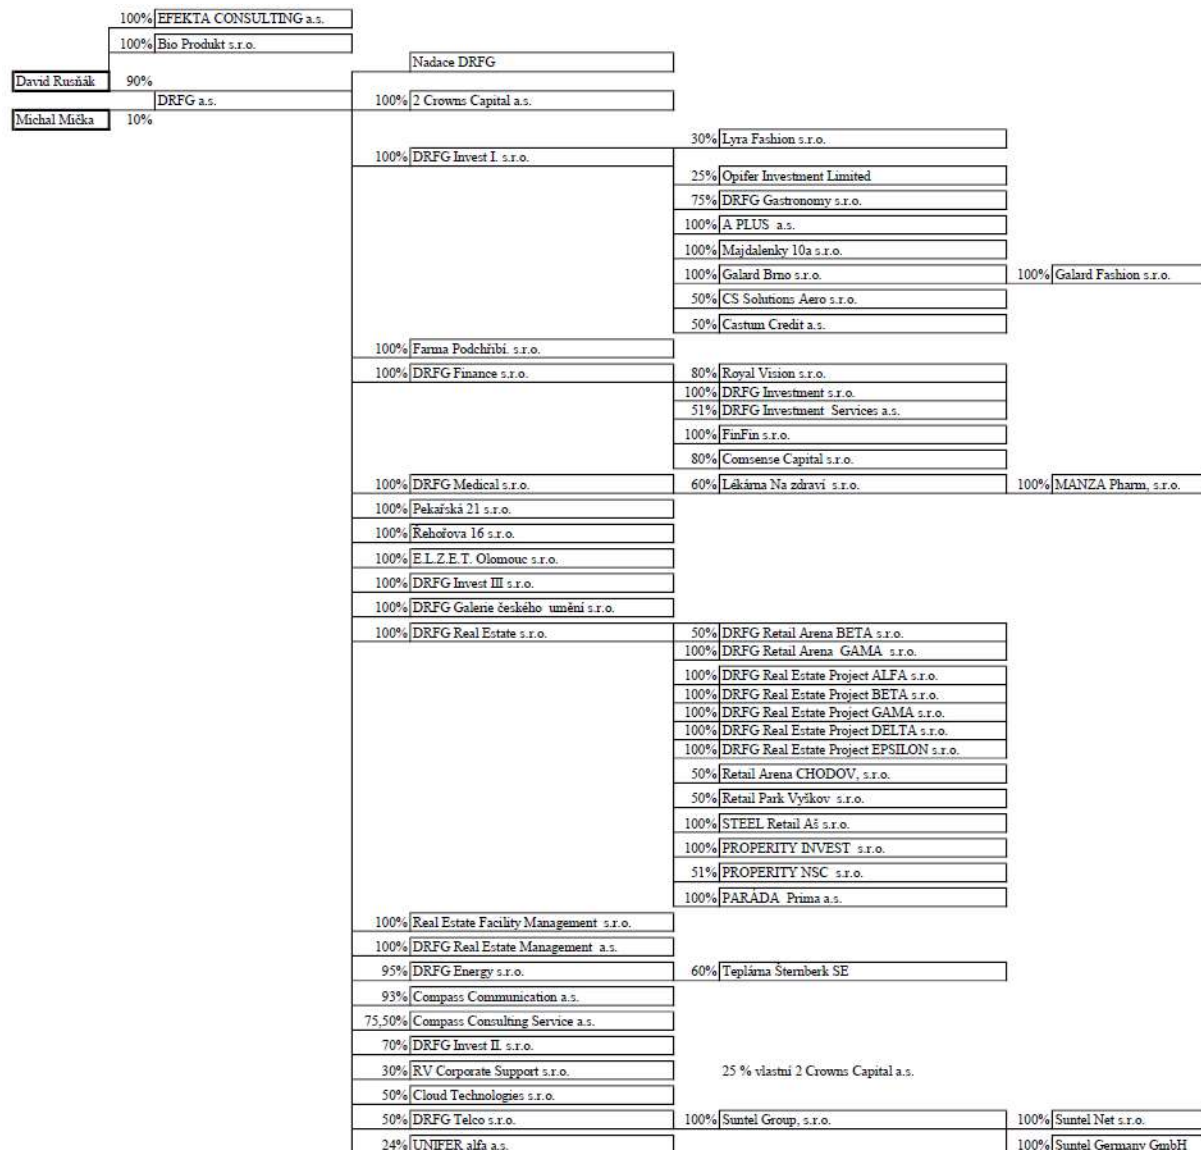 100% EFEKTA CONSULTING a.s.
100% Bio Produkt s.r.o.
Nadace DRFG
David Rusňák 90%
DRFG a.s. 100% 2 Crowns Capital a.s.
Michal Mička 10%
30% Lyra Fashion s.r.o.
100% DRFG Invest I. s.r.o.
25% Opifer Investment Limited
75% DRFG Gastronomy s.r.o.
100% A PLUS a.s.
100% Majdalenky 10a s.r.o.
100% Galard Brno s.r.o. 100% Galard Fashion s.r.o.
50% CS Solutions Aero s.r.o.
50% Castum Credit a.s.
100% Farma Podchřibí. s.r.o.
100% DRFG Finance s.r.o. 80% Royal Vision s.r.o.
100% DRFG Investment s.r.o.
51% DRFG Investment Services a.s.
100% FinFin s.r.o.
80% Comsense Capital s.r.o.
100% DRFG Medical s.r.o. 60% Lékárna Na zdraví s.r.o. 100% MANZA Pharm, s.r.o.
100% Pekařská 21 s.r.o.
100% Řehořova 16 s.r.o.
100% E.L.Z.E.T. Olomouc s.r.o.
100% DRFG Invest III s.r.o.
100% DRFG Galerie českého umění s.r.o.
100% DRFG Real Estate s.r.o. 50% DRFG Retail Arena BETA s.r.o.
100% DRFG Retail Arena GAMA s.r.o.
100% DRFG Real Estate Project ALFA s.r.o.
100% DRFG Real Estate Project BETA s.r.o.
100% DRFG Real Estate Project GAMA s.r.o.
100% DRFG Real Estate Project DELTA s.r.o.
100% DRFG Real Estate Project EPSILON s.r.o.
50% Retail Arena CHODOV, s.r.o.
50% Retail Park Vyškov s.r.o.
100% STEEL Retail Aš s.r.o.
100% PROPERITY INVEST s.r.o.
51% PROPERITY NSC s.r.o.
100% PARÁDA Prima a.s.
100% Real Estate Facility Management s.r.o.
100% DRFG Real Estate Management a.s.
95% DRFG Energy s.r.o. 60% Teplárna Šternberk SE
93% Compass Communication a.s.
75,50% Compass Consulting Service a.s.
70% DRFG Invest II. s.r.o.
30% RV Corporate Support s.r.o. 25 % vlastní 2 Crowns Capital a.s.
50% Cloud Technologies s.r.o.
50% DRFG Telco s.r.o. 100% Suntel Group, s.r.o. 100% Suntel Net s.r.o.
24% UNIFER alfa a.s. 100% Suntel Germany GmbH